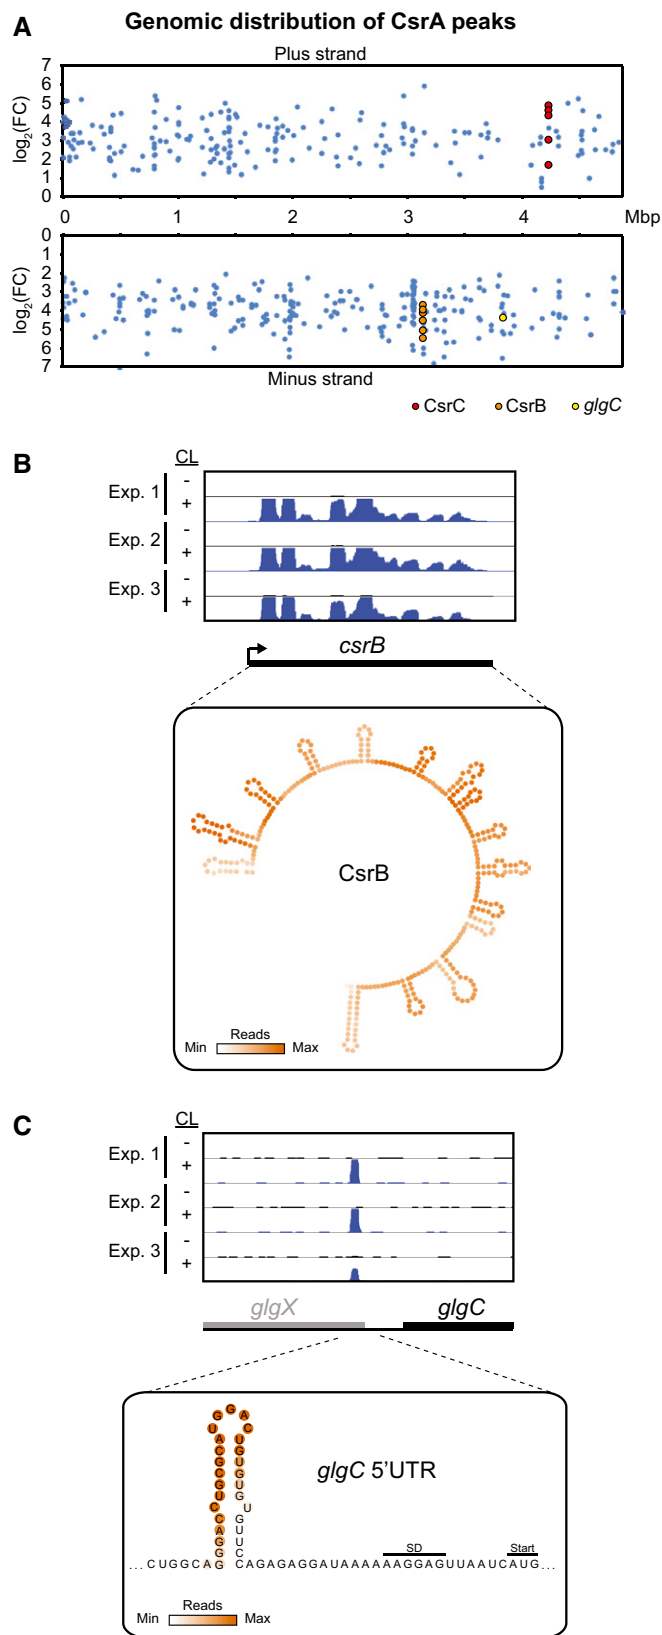 A
Genomic distribution of CsrA peaks
Plus strand
log2(FC)
7
6
5
4
3
2
1
0
0 1 2 3 4 Mbp
log2(FC)
0
1
2
3
4
5
6
7
Minus strand
CsrC CsrB glgC
B
CL
Exp. 1 - +
Exp. 2 - +
Exp. 3 - +
csrB
CsrB
Reads
Min Max
C
CL
Exp. 1 - +
Exp. 2 - +
Exp. 3 - +
glgX glgC
glgC 5'UTR
G
G A
U C
A U
C G
G U
C G
G U
U G
C U
C G
A U
G U
G C
SD Start
...CUGGCAG CAGAGAGGAUAAAAAAGGAGUUAAUCAUG...
Reads
Min Max